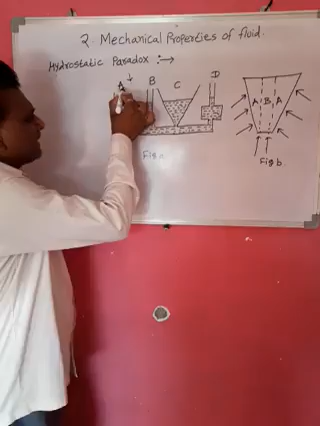 2. Mechanical Properties of fluid.
Hydrostatic Paradox :→
A B C D
A B A
Fig a
Fig b